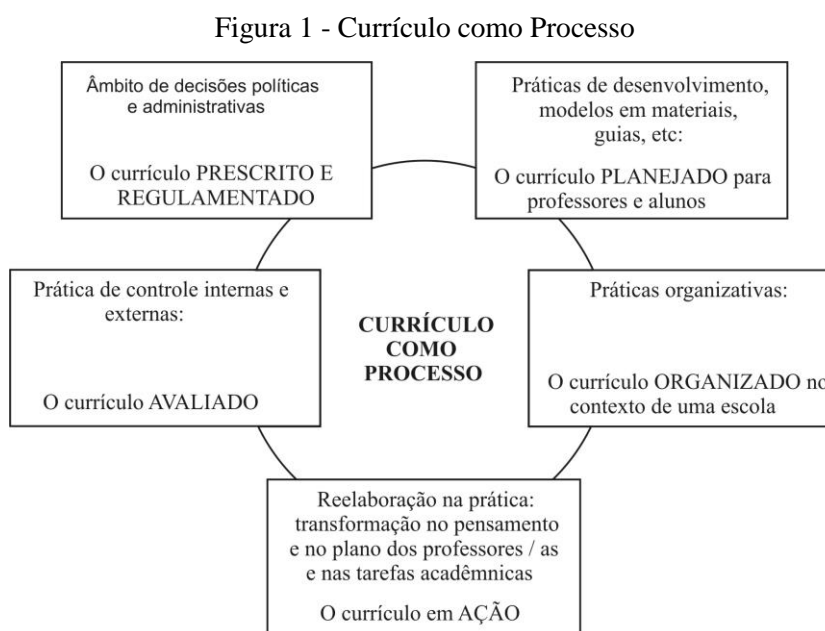 Figura 1 - Currículo como Processo
Âmbito de decisões políticas
e administrativas
O currículo PRESCRITO E
REGULAMENTADO
Práticas de desenvolvimento,
modelos em materiais,
guias, etc:
O currículo PLANEJADO para
professores e alunos
Prática de controle internas e
externas:
O currículo AVALIADO
CURRÍCULO
COMO
PROCESSO
Práticas organizativas:
O currículo ORGANIZADO no
contexto de uma escola
Reelaboração na prática:
transformação no pensamento
e no plano dos professores / as
e nas tarefas acadêmnicas
O currículo em AÇÃO